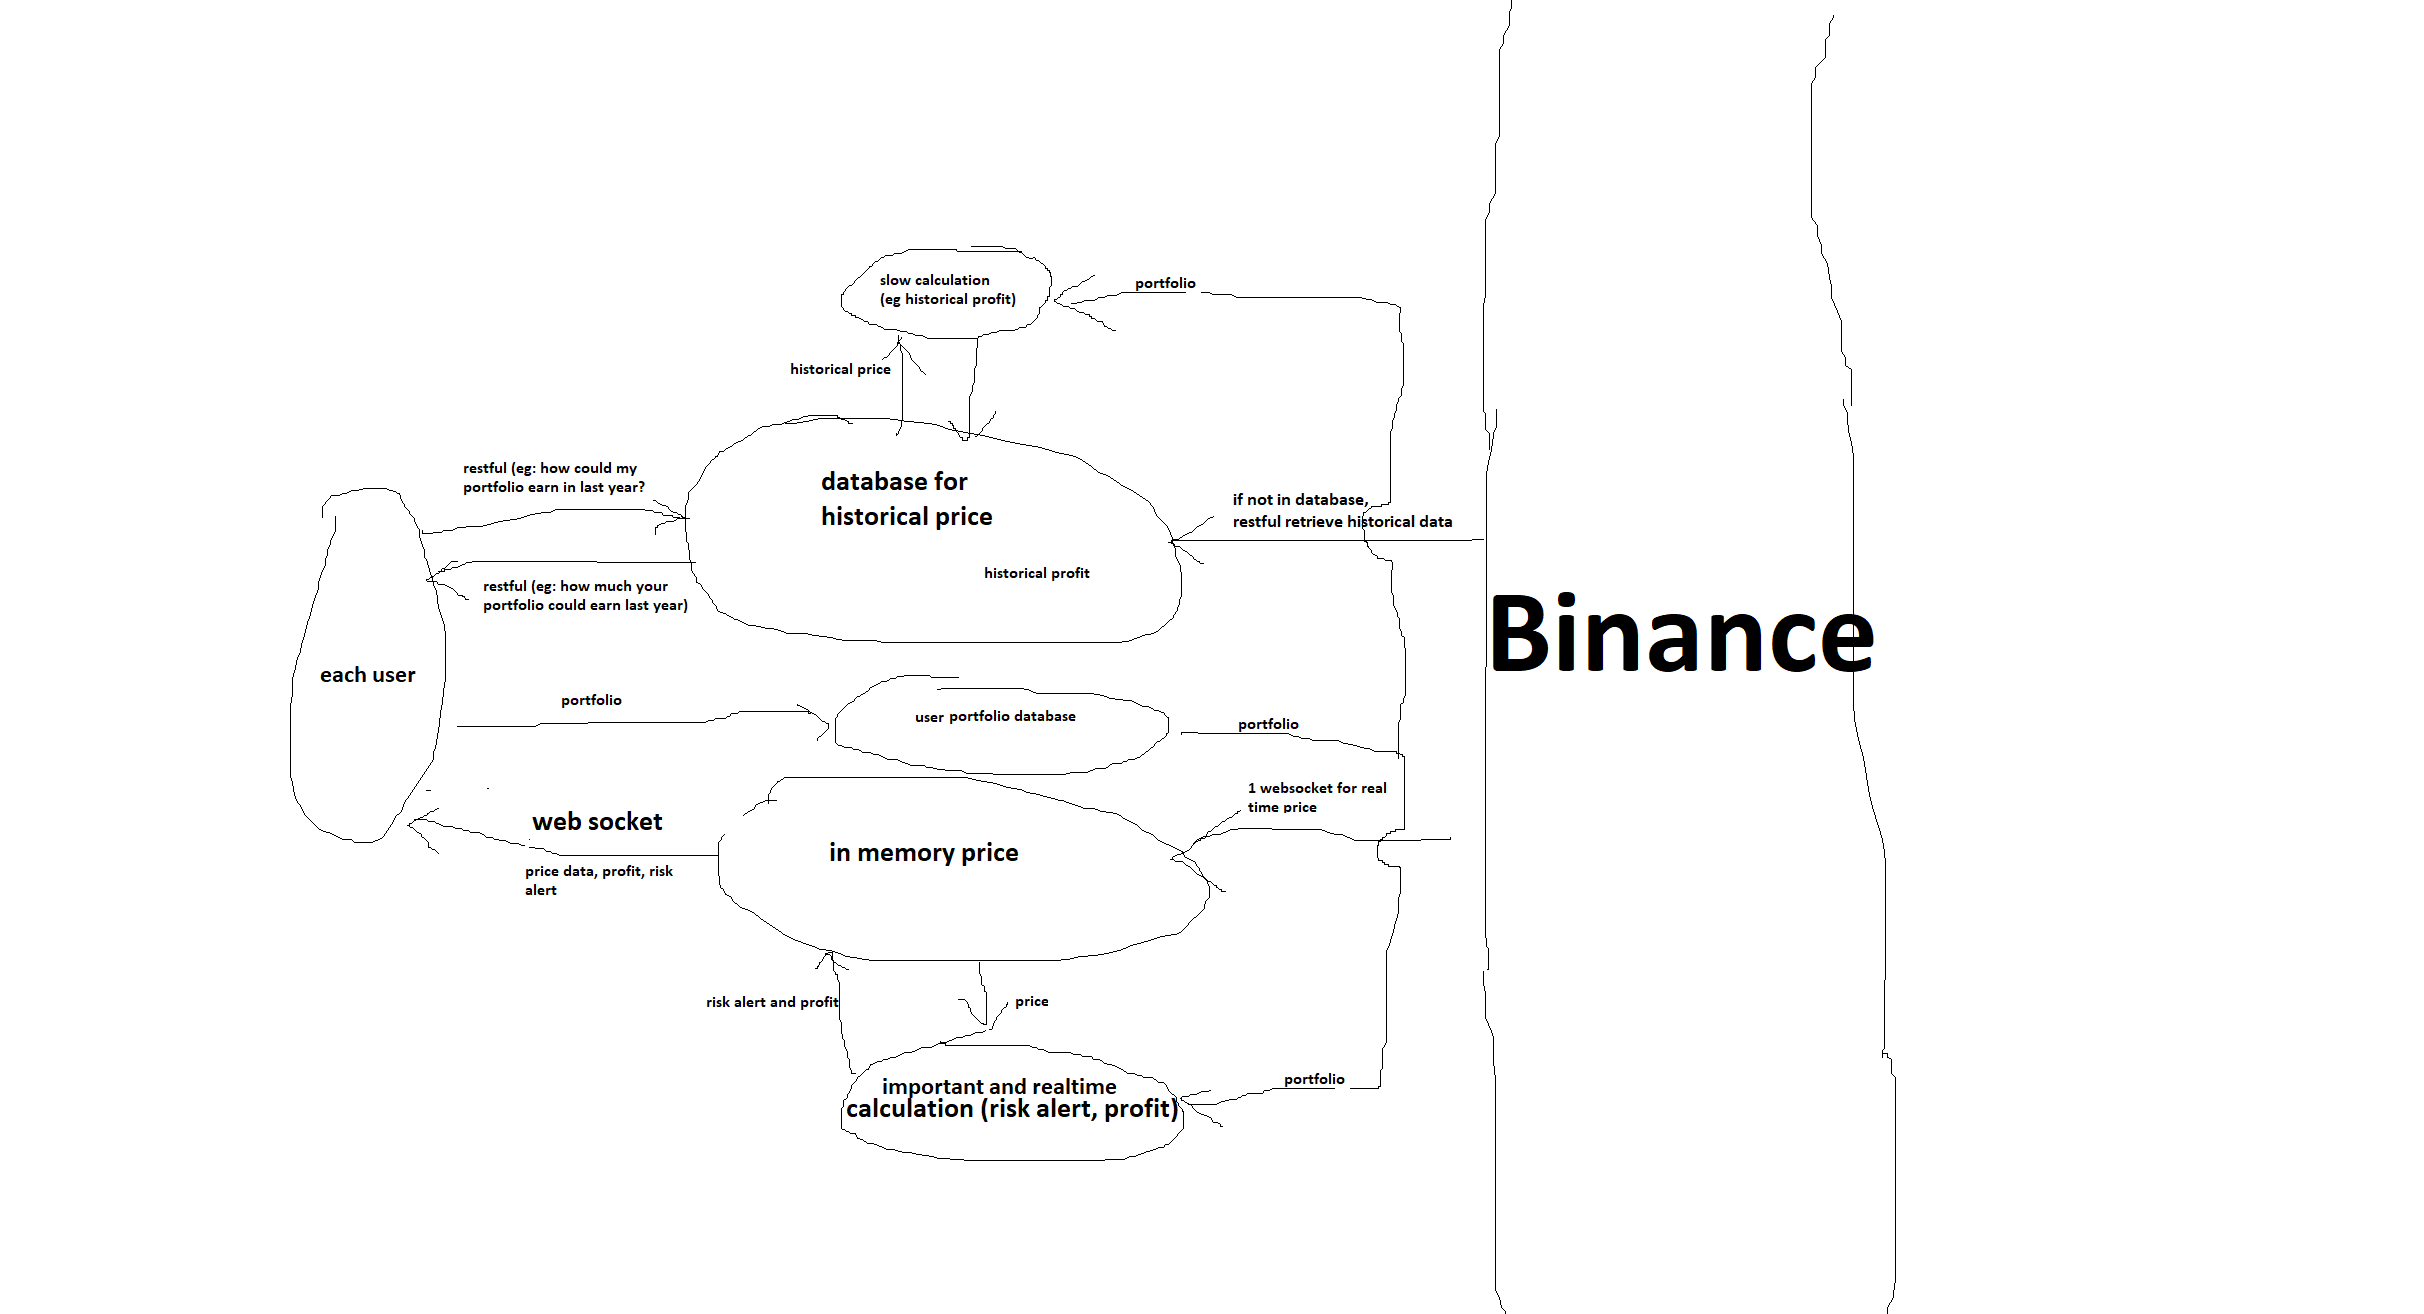 slow calculation
(eg historical profit)
portfolio
historical price
restful (eg: how could my
portfolio earn in last year?
database for
historical price
if not in database,
restful retrieve historical data
historical profit
restful (eg: how much your
portfolio could earn last year)
Binance
each user
portfolio
user portfolio database
portfolio
1 websocket for real
time price
web socket
in memory price
price data, profit, risk
alert
risk alert and profit
price
important and realtime
calculation (risk alert, profit)
portfolio